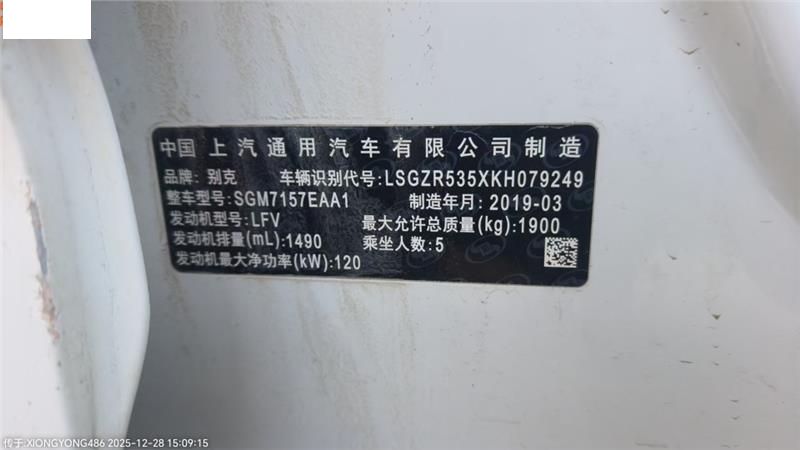 中国 上汽通用汽车有限公司制造
品牌: 别克 车辆识别代号:LSGZR535XKH079249
整车型号:SGM7157EAA1 制造年月:2019-03
发动机型号:LFV 最大允许总质量(kg):1900
发动机排量(mL):1490 乘坐人数:5
发动机最大净功率(kW):120
传于:XIONGYONG486 2025-12-28 15:09:15